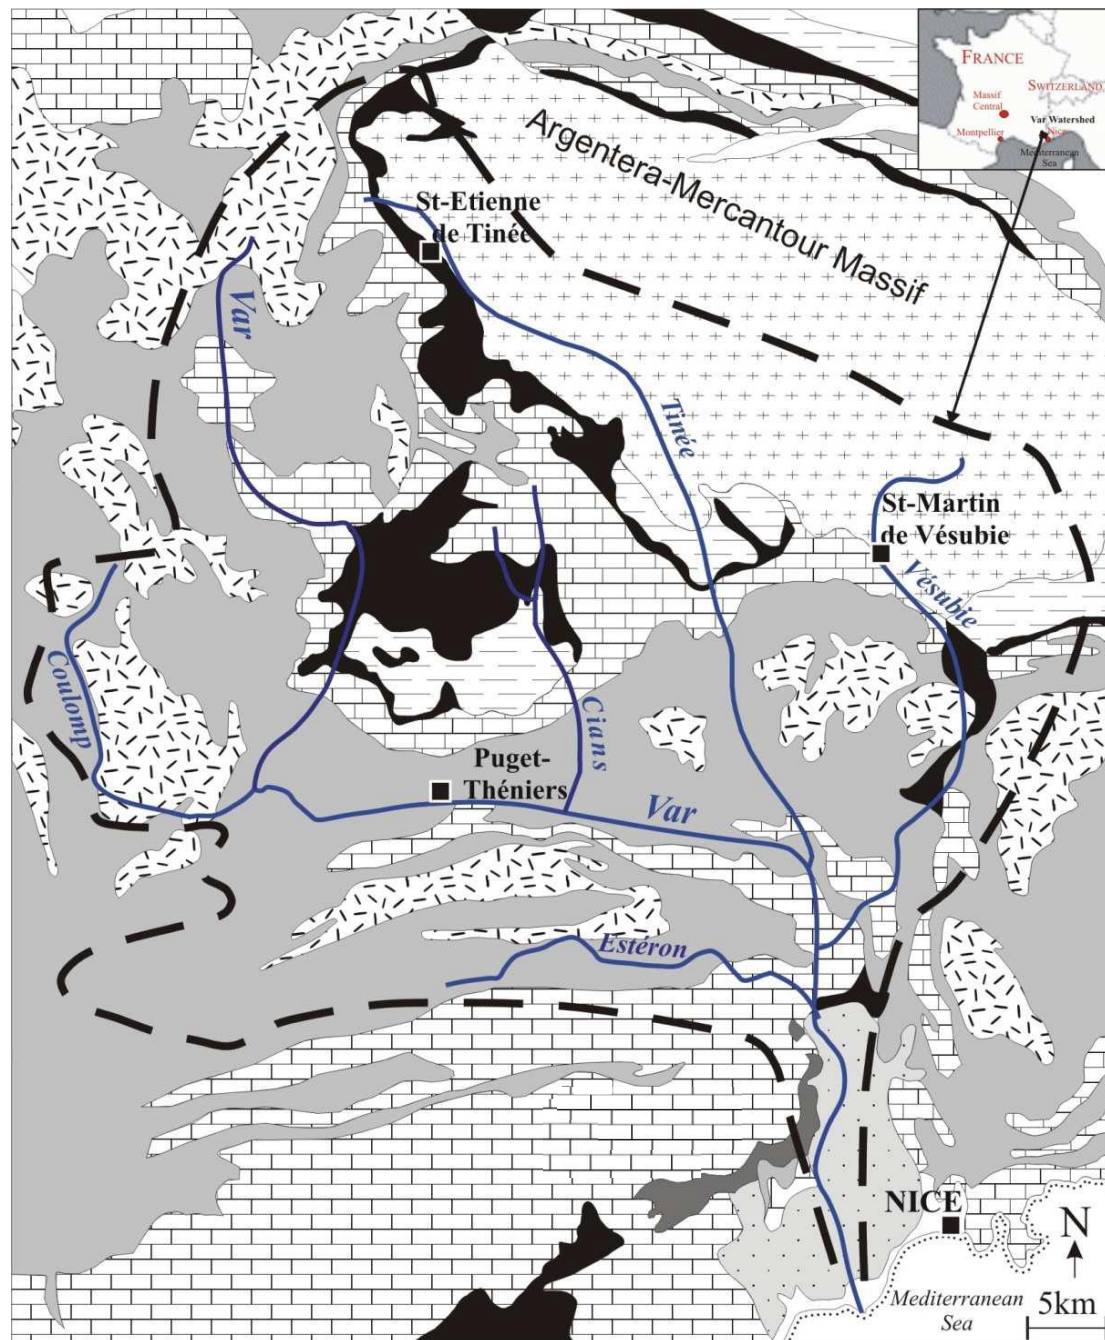 FRANCE
SWITZERLAND
Massif
Central
Var Watershed
Montpellier
Nice
Mediterranean
Sea
Argentera-Mercantour Massif
St-Etienne
de Tinée
Var
Tinée
St-Martin
de Vésubie
Vésubie
Coulomp
Cians
Puget-
Théniers
Var
Estéron
NICE
N
Mediterranean
Sea
5km